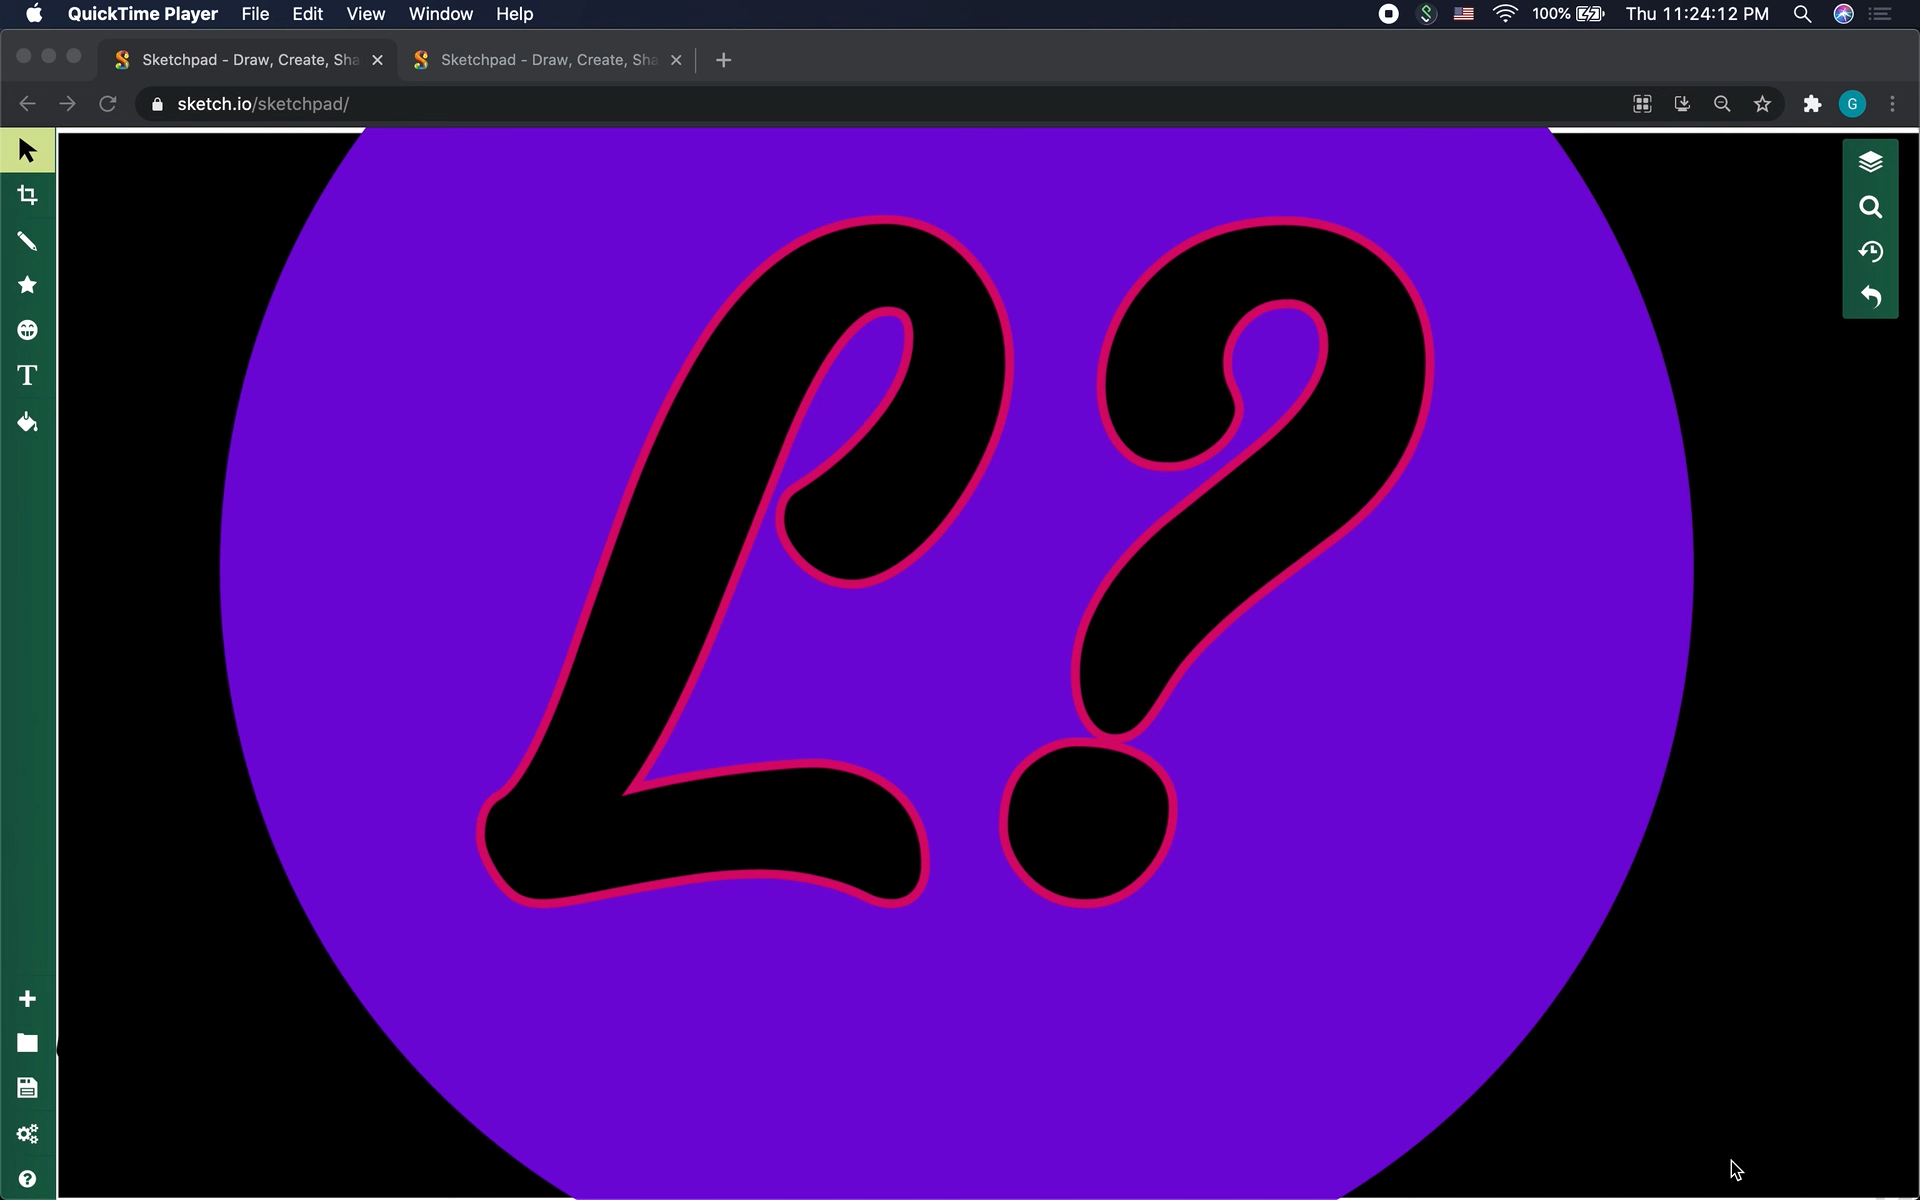 QuickTime Player File Edit View Window Help 100% Thu 11:24:12 PM
Sketchpad - Draw, Create, Sha Sketchpad - Draw, Create, Sha
sketch.io/sketchpad/ G
L?
T